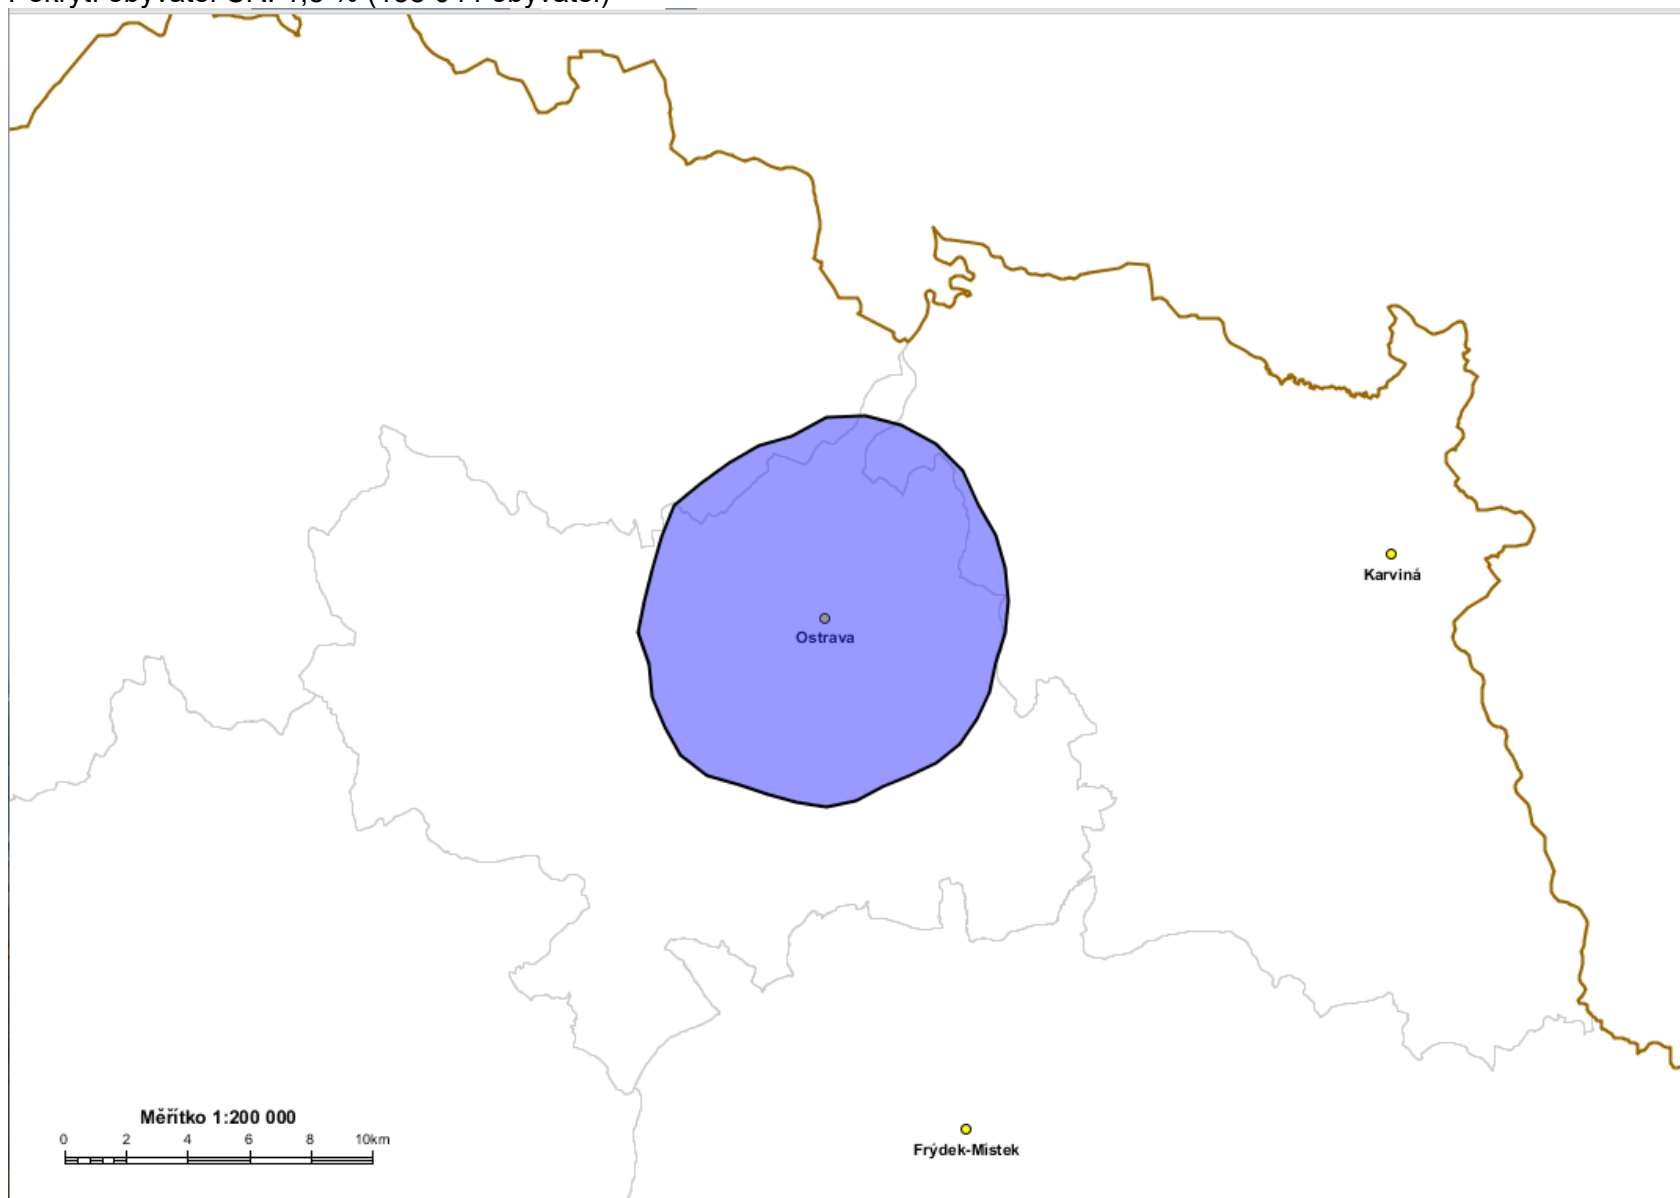 Karviná
Ostrava
Měřítko 1:200 000
0 2 4 6 8 10km
Frýdek-Místek